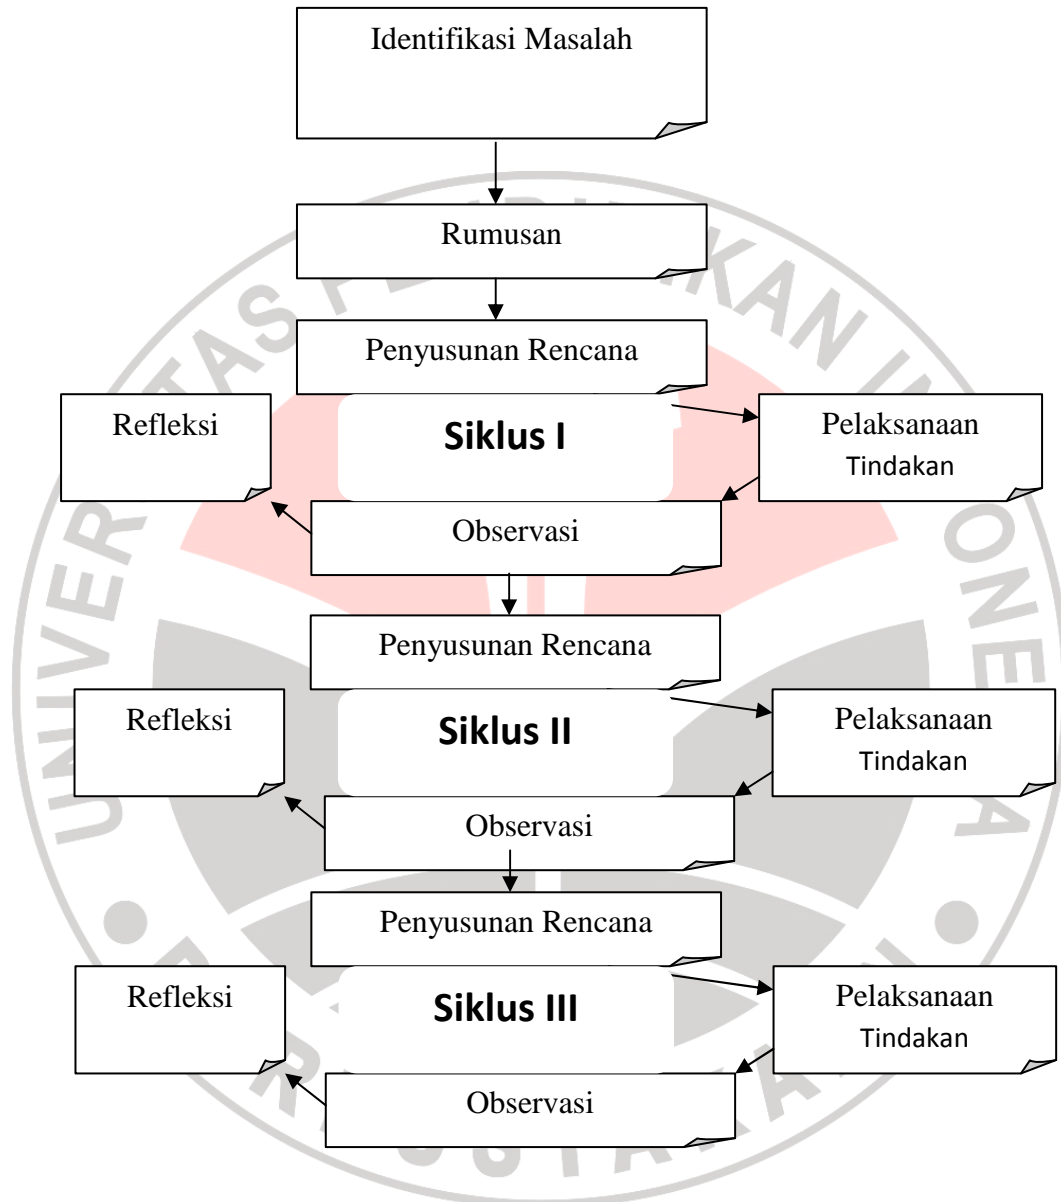 Identifikasi Masalah
Rumusan
Penyusunan Rencana
Refleksi
Siklus I
Pelaksanaan
Tindakan
Observasi
Penyusunan Rencana
Refleksi
Siklus II
Pelaksanaan
Tindakan
Observasi
Penyusunan Rencana
Refleksi
Siklus III
Pelaksanaan
Tindakan
Observasi